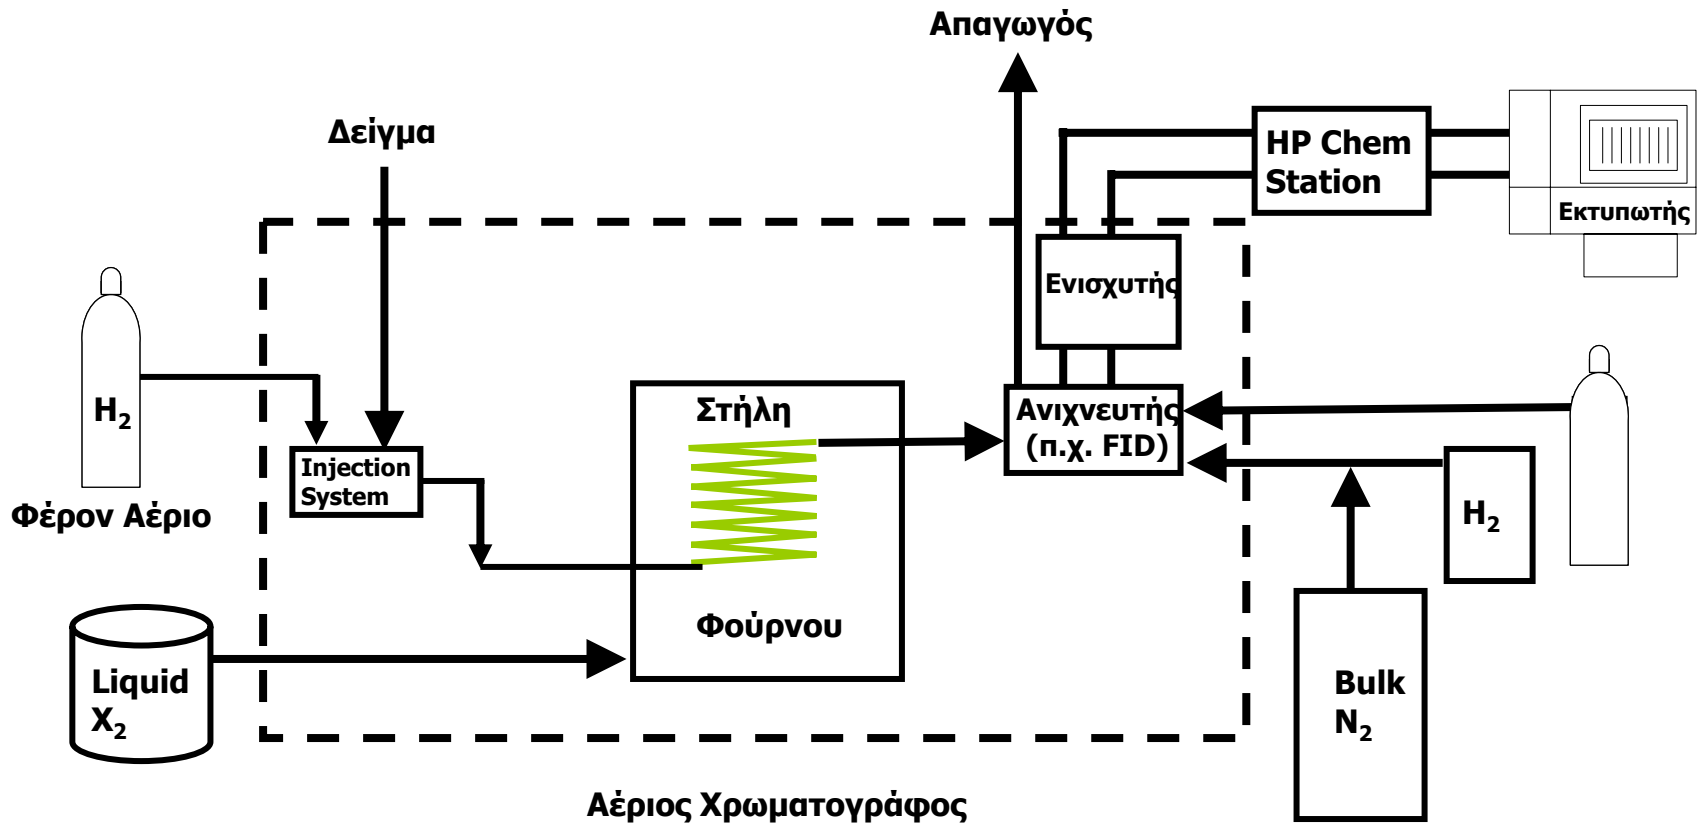 Απαγωγός
Δείγμα
HP Chem
Station
Εκτυπωτής
Ενισχυτής
H₂
Στήλη
Ανιχνευτής
(π.χ. FID)
Injection
System
Φέρον Αέριο
H₂
Φούρνου
Liquid
X₂
Bulk
N₂
Αέριος Χρωματογράφος